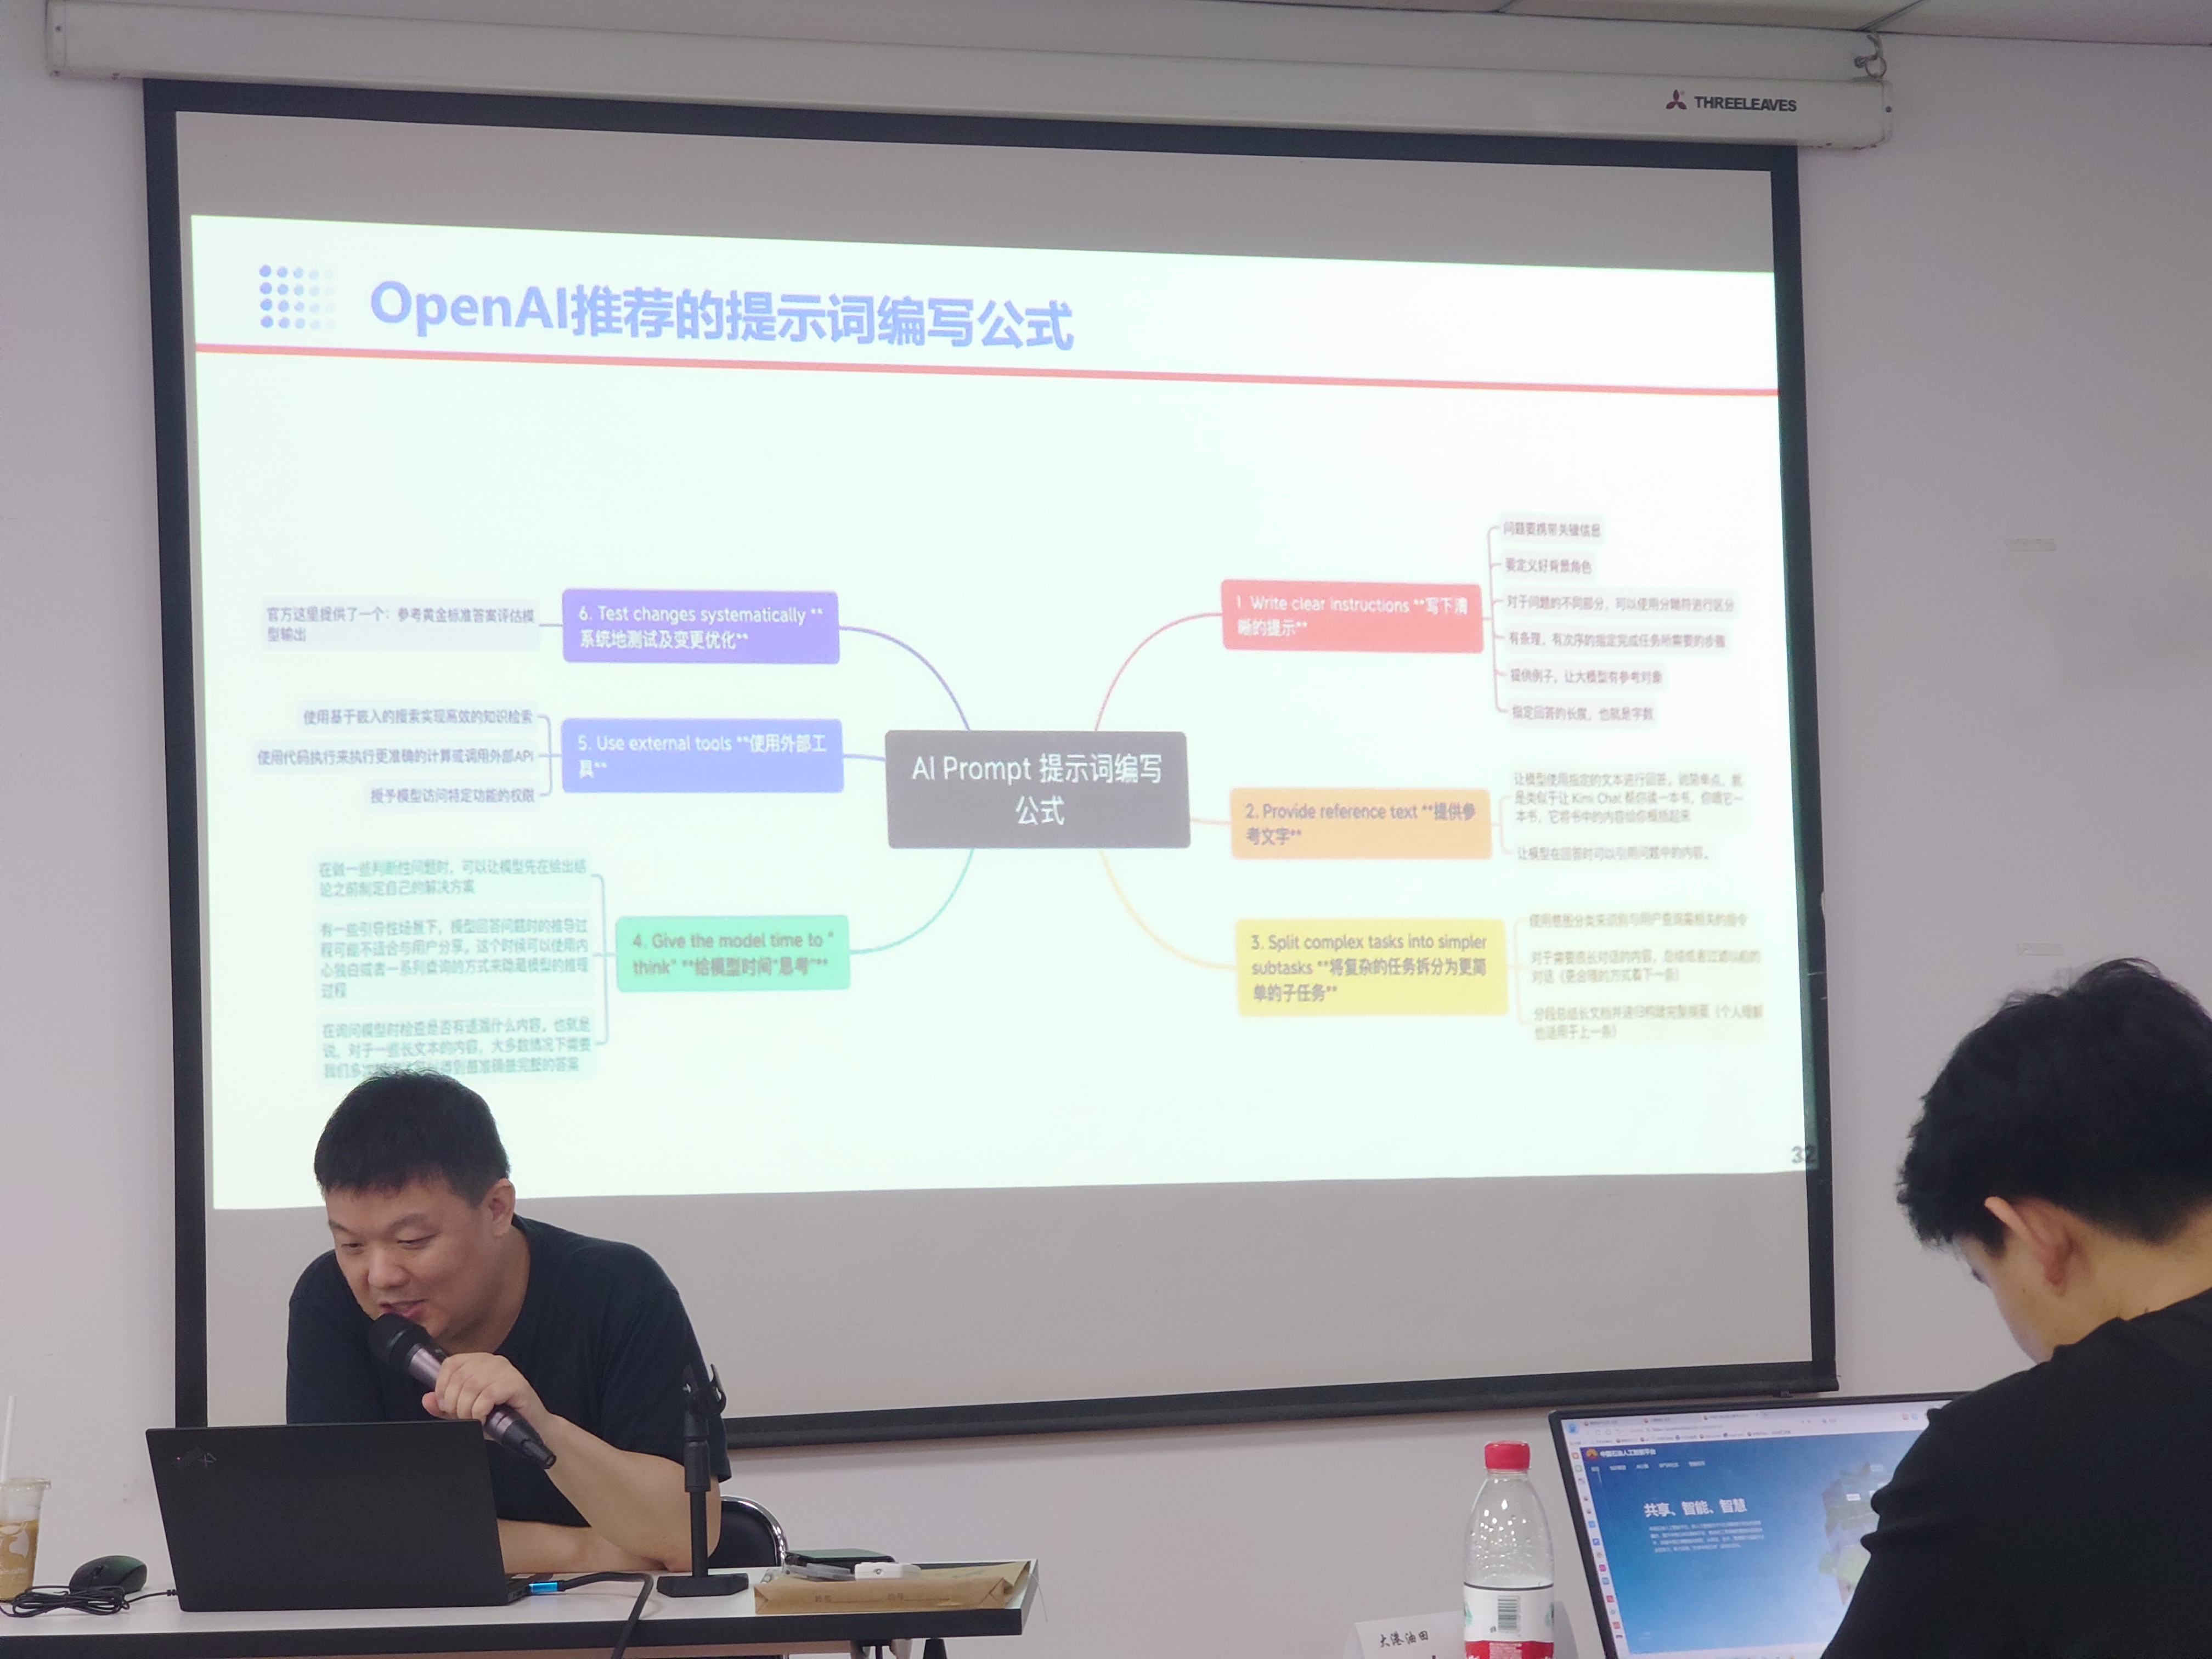 THREELEAVES
OpenAI推荐的提示词编写公式
AI Prompt 提示词编写
公式
1. Write clear instructions **写下清
晰的提示**
问题要携带关键信息
要定义好背景角色
对于问题的不同部分，可以使用分隔符进行区分
有条理，有次序的指定完成任务所需要的步骤
提供例子，让大模型有参考对象
指定回答的长度，也就是字数
2. Provide reference text **提供参
考文字**
让模型使用指定的文本进行回答，说简单点，就
是类似于让 Kimi Chat 帮你读一本书，你喂它一
本书，它将书中的内容给你概括起来
让模型在回答时可以引用问题中的内容。
3. Split complex tasks into simpler
subtasks **将复杂的任务拆分为更简
单的子任务**
使用意图分类来识别与用户查询最相关的指令
对于需要很长对话的内容，总结或者过滤以前的
对话（更合理的方式看下一条）
分段总结长文档并递归构建完整摘要（个人理解
也适用于上一条）
4. Give the model time to "
think" **给模型时间"思考"**
在做一些判断性问题时，可以让模型先在给出结
论之前制定自己的解决方案
有一些引导性场景下，模型回答问题时的推导过
程可能不适合与用户分享，这个时候可以使用内
心独白或者一系列查询的方式来隐藏模型的推理
过程
在询问模型时检查是否有遗漏什么内容，也就是
说，对于一些长文本的内容，大多数情况下需要
我们多次 得到最准确最完整的答案
5. Use external tools **使用外部工
具**
使用基于嵌入的搜索实现高效的知识检索
使用代码执行来执行更准确的计算或调用外部API
授予模型访问特定功能的权限
6. Test changes systematically **
系统地测试及变更优化**
官方这里提供了一个：参考黄金标准答案评估模
型输出
32
中国石油人工智能平台
共享、智能、智慧
大港油田